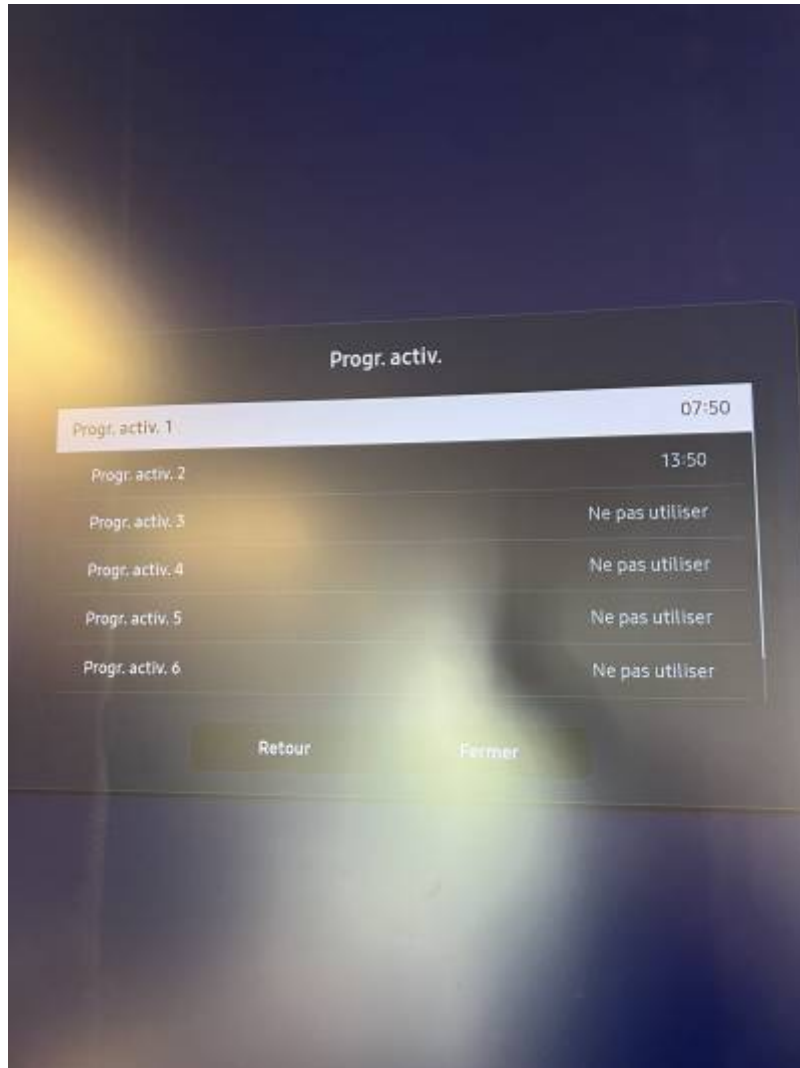 Progr. activ.
Progr. activ. 1 07:50
Progr. activ. 2 13:50
Progr. activ. 3 Ne pas utiliser
Progr. activ. 4 Ne pas utiliser
Progr. activ. 5 Ne pas utiliser
Progr. activ. 6 Ne pas utiliser
Retour Fermer